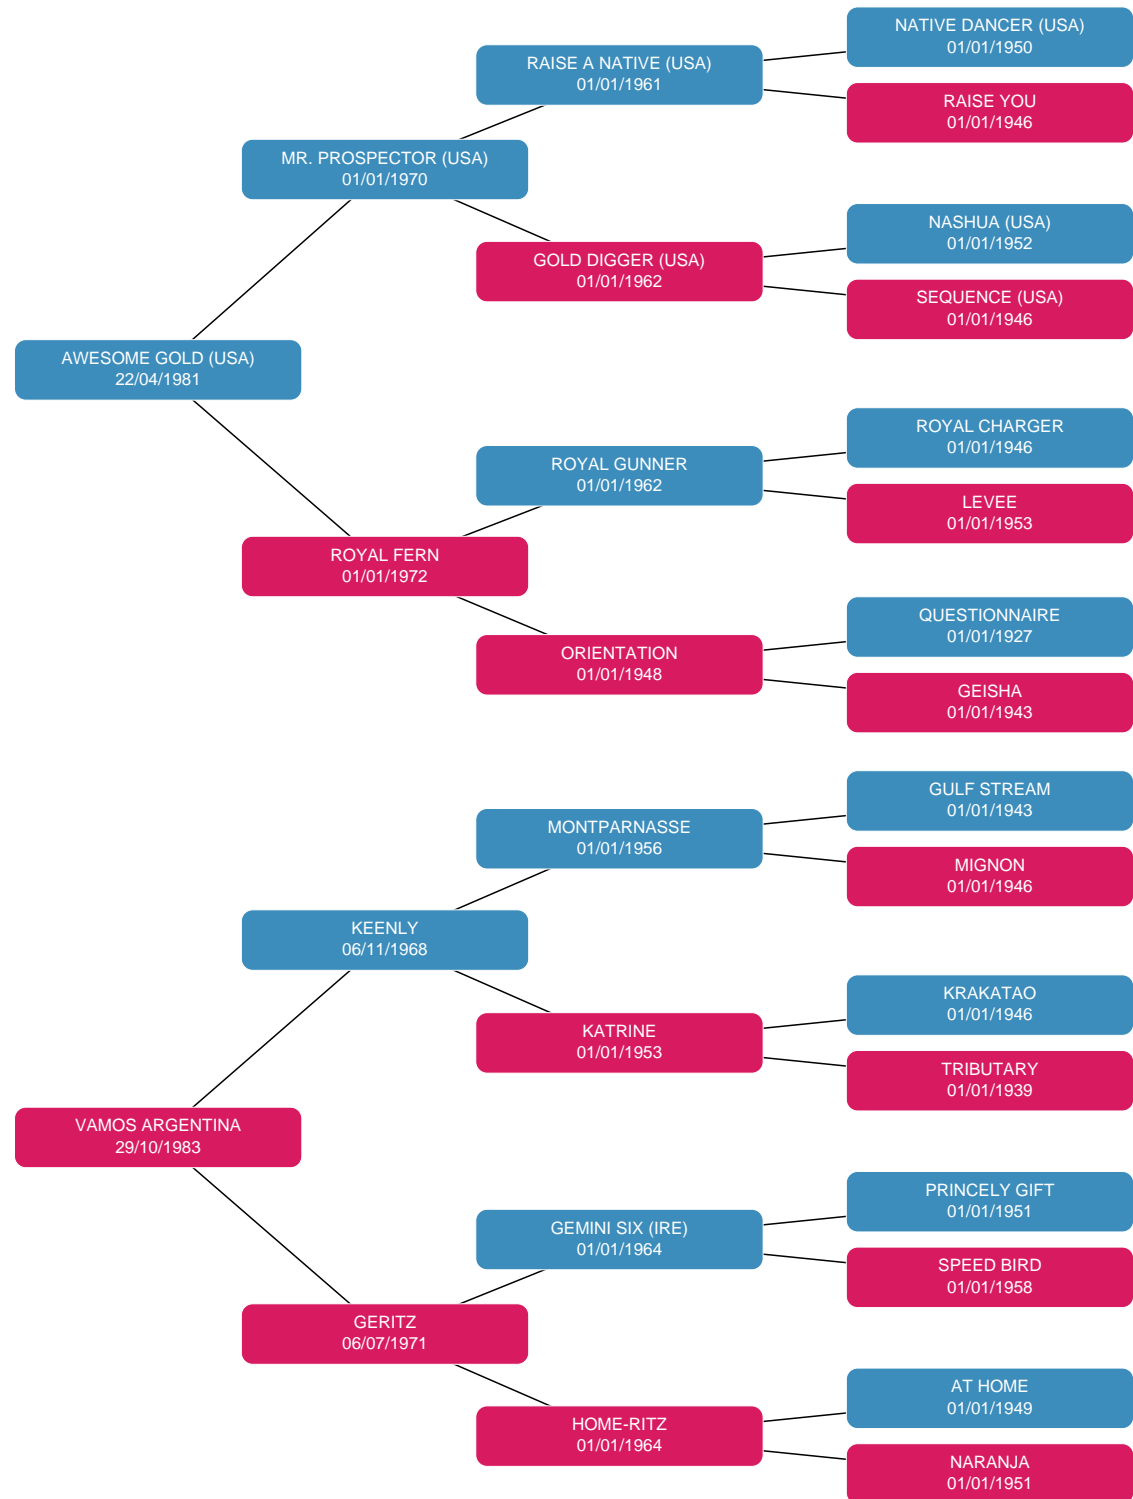 NATIVE DANCER (USA)
01/01/1950
RAISE A NATIVE (USA)
01/01/1961
RAISE YOU
01/01/1946
MR. PROSPECTOR (USA)
01/01/1970
NASHUA (USA)
01/01/1952
GOLD DIGGER (USA)
01/01/1962
SEQUENCE (USA)
01/01/1946
AWESOME GOLD (USA)
22/04/1981
ROYAL CHARGER
01/01/1946
ROYAL GUNNER
01/01/1962
LEVEE
01/01/1953
ROYAL FERN
01/01/1972
QUESTIONNAIRE
01/01/1927
ORIENTATION
01/01/1948
GEISHA
01/01/1943
GULF STREAM
01/01/1943
MONTPARNASSE
01/01/1956
MIGNON
01/01/1946
KEENLY
06/11/1968
KRAKATAO
01/01/1946
KATRINE
01/01/1953
TRIBUTARY
01/01/1939
VAMOS ARGENTINA
29/10/1983
PRINCELY GIFT
01/01/1951
GEMINI SIX (IRE)
01/01/1964
SPEED BIRD
01/01/1958
GERITZ
06/07/1971
AT HOME
01/01/1949
HOME-RITZ
01/01/1964
NARANJA
01/01/1951